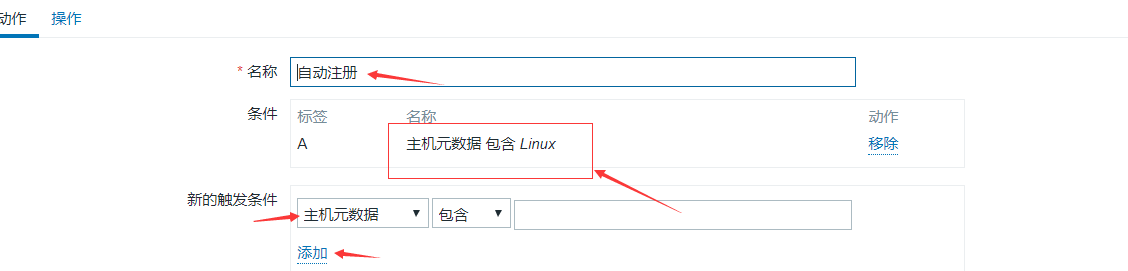 动作 操作
* 名称 自动注册
条件 标签 名称 动作
A 主机元数据 包含 Linux 移除
新的触发条件
主机元数据 包含
添加